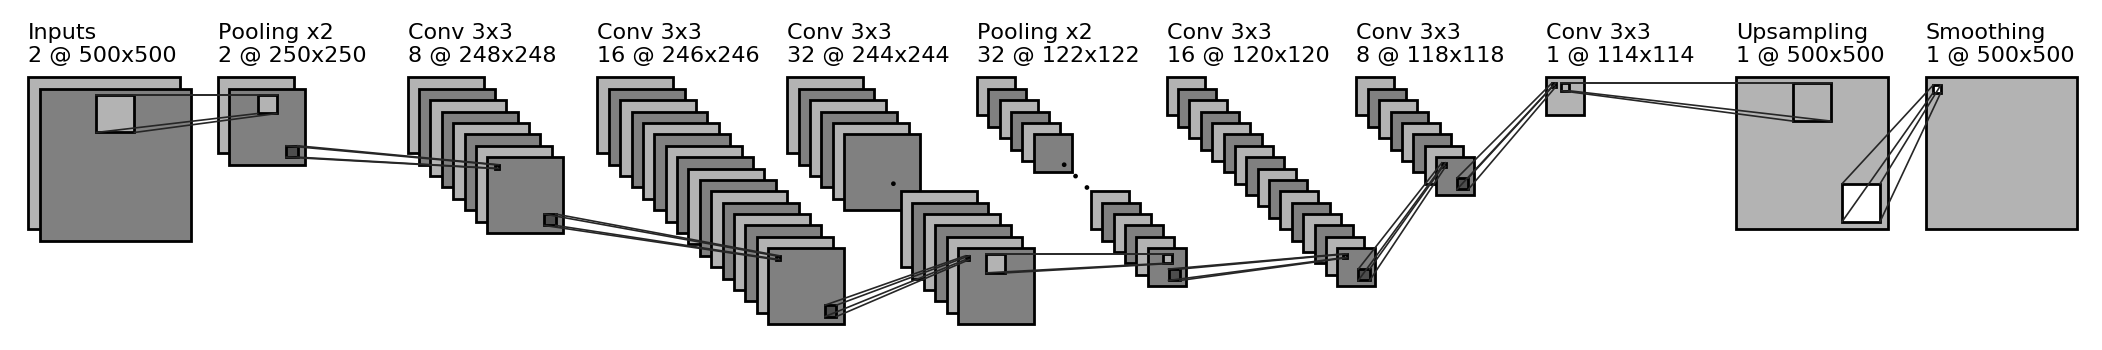 Inputs
2 @ 500x500
Pooling x2
2 @ 250x250
Conv 3x3
8 @ 248x248
Conv 3x3
16 @ 246x246
Conv 3x3
32 @ 244x244
Pooling x2
32 @ 122x122
Conv 3x3
16 @ 120x120
Conv 3x3
8 @ 118x118
Conv 3x3
1 @ 114x114
Upsampling
1 @ 500x500
Smoothing
1 @ 500x500